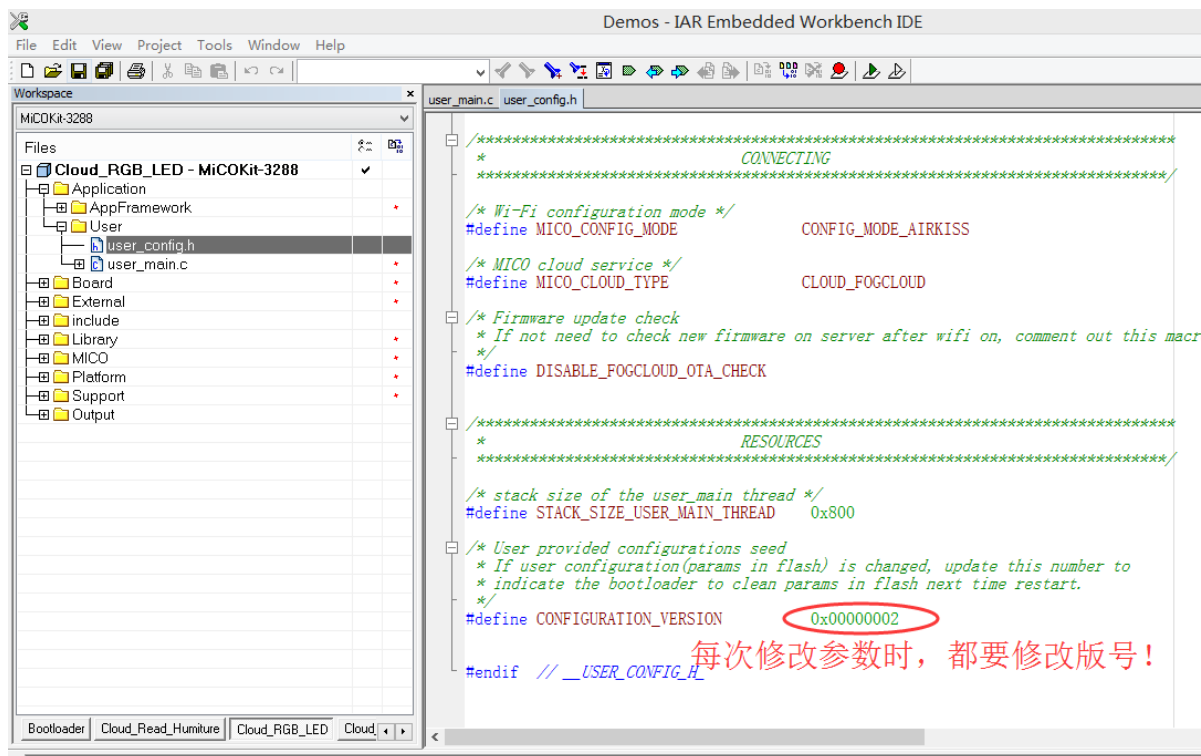 Demos - IAR Embedded Workbench IDE
File Edit View Project Tools Window Help
Workspace
MiCOKit-3288
Files
Cloud_RGB_LED - MiCOKit-3288
Application
AppFramework
User
user_config.h
user_main.c
Board
External
include
Library
MICO
Platform
Support
Output
Bootloader Cloud_Read_Humiture Cloud_RGB_LED Cloud_
user_main.c user_config.h
/******************************************************************************
* CONNECTING
******************************************************************************/
/* Wi-Fi configuration mode */
#define MICO_CONFIG_MODE CONFIG_MODE_AIRKISS
/* MICO cloud service */
#define MICO_CLOUD_TYPE CLOUD_FOGCLOUD
/* Firmware update check
* If not need to check new firmware on server after wifi on, comment out this macr
*/
#define DISABLE_FOGCLOUD_OTA_CHECK
/******************************************************************************
* RESOURCES
******************************************************************************/
/* stack size of the user_main thread */
#define STACK_SIZE_USER_MAIN_THREAD 0x800
/* User provided configurations seed
* If user configuration(params in flash) is changed, update this number to
* indicate the bootloader to clean params in flash next time restart.
*/
#define CONFIGURATION_VERSION 0x00000002
每次修改参数时，都要修改版号！
#endif // __USER_CONFIG_H_